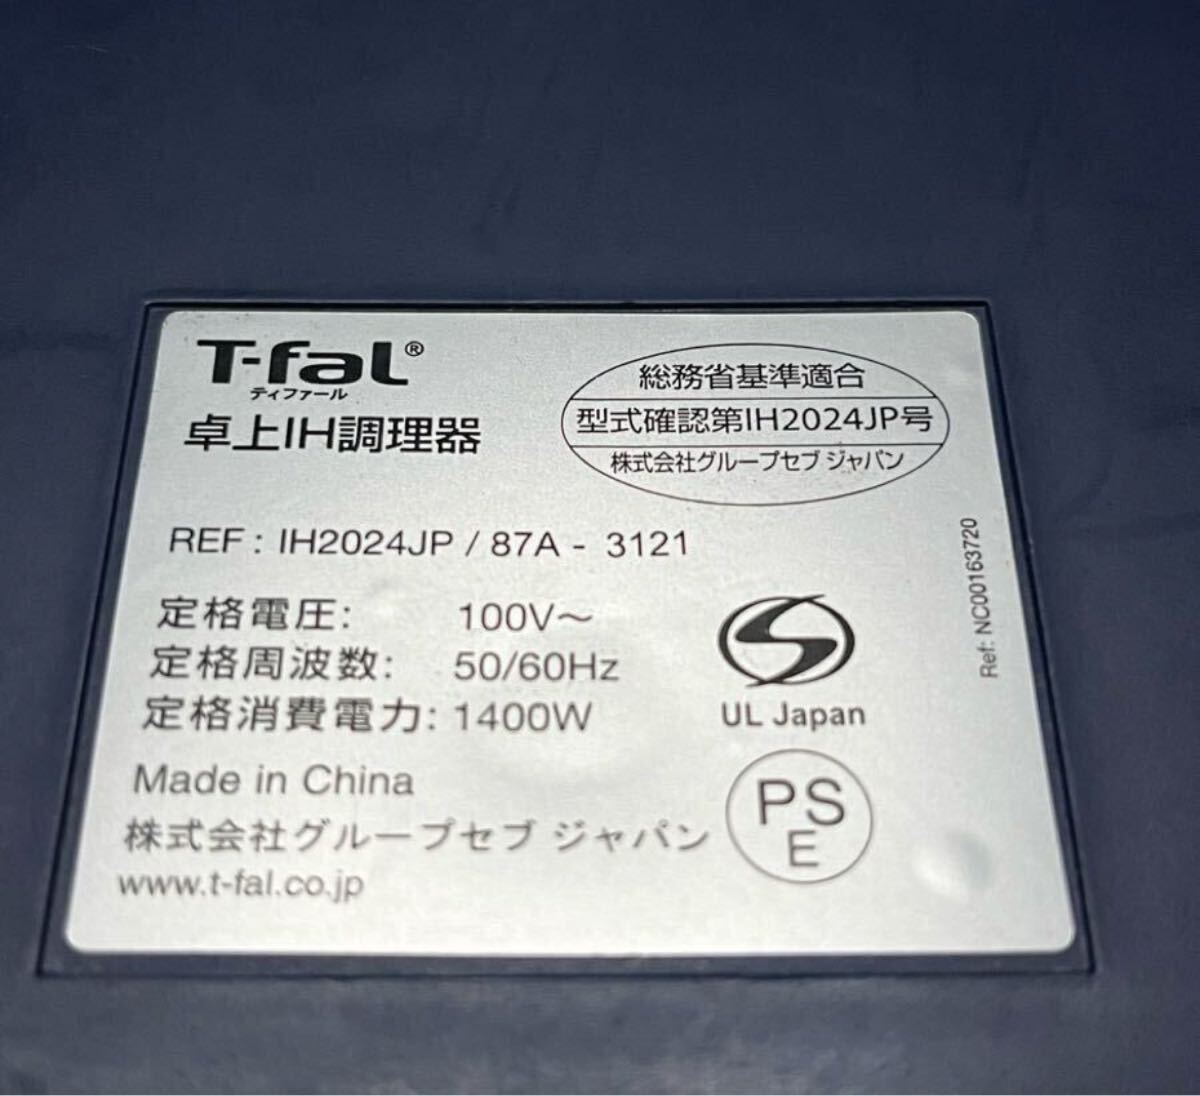 T-fal®
ティファール
卓上IH調理器
総務省基準適合
型式確認第IH2024JP号
株式会社グループセブ ジャパン
REF : IH2024JP / 87A - 3121
定格電圧: 100V〜
定格周波数: 50/60Hz
定格消費電力: 1400W
Made in China
株式会社グループセブ ジャパン
www.t-fal.co.jp
UL Japan
PS
E
Ref: NC00163720